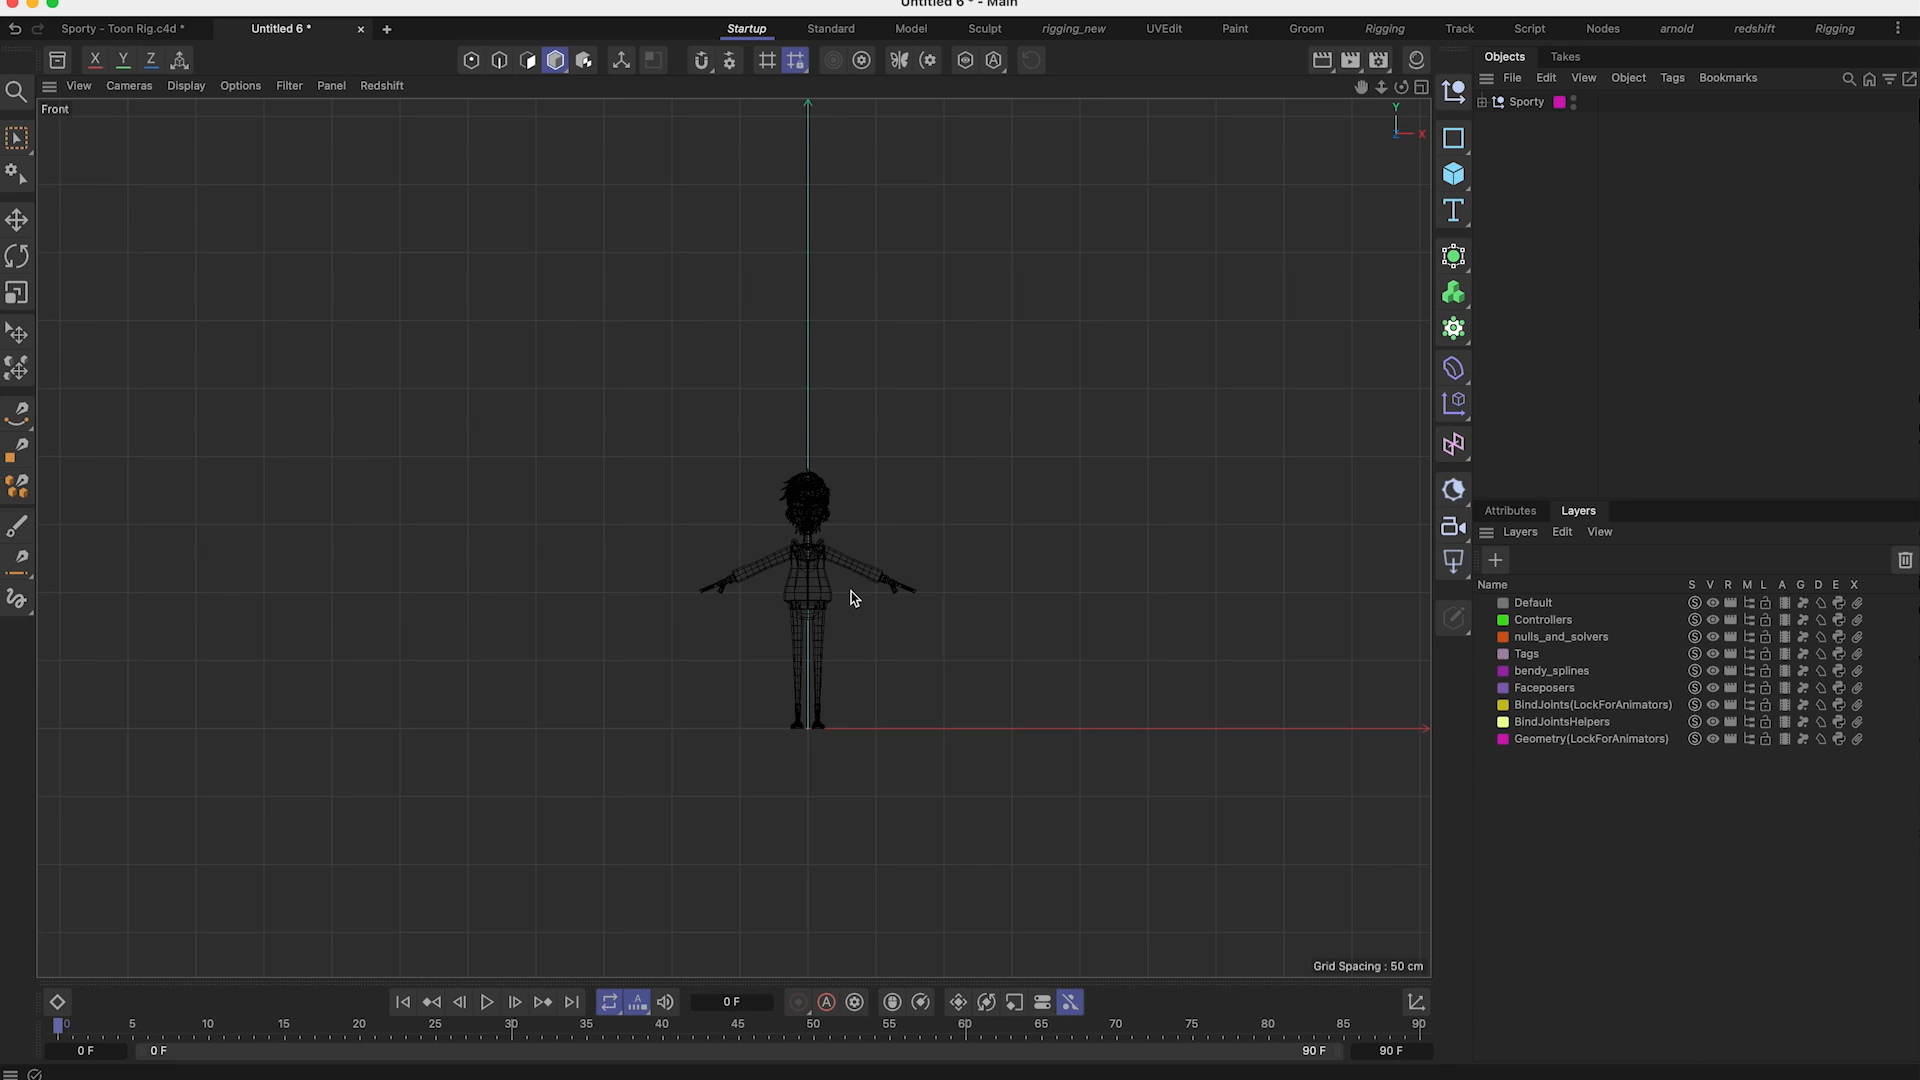 Untitled 6 * - Main
Sporty - Toon Rig.c4d *
Untitled 6 *
Startup
Standard
Model
Sculpt
rigging_new
UVEdit
Paint
Groom
Rigging
Track
Script
Nodes
arnold
redshift
Rigging
X
Y
Z
Objects
Takes
View
Cameras
Display
Options
Filter
Panel
Redshift
File
Edit
View
Object
Tags
Bookmarks
Front
Y
X
Z
Sporty
Attributes
Layers
Layers
Edit
View
Name
S V R M L A G D E X
Default
Controllers
nulls_and_solvers
Tags
bendy_splines
Faceposers
BindJoints(LockForAnimators)
BindJointsHelpers
Geometry(LockForAnimators)
Grid Spacing : 50 cm
0 F
0 5 10 15 20 25 30 35 40 45 50 55 60 65 70 75 80 85 90
0 F
0 F
90 F
90 F